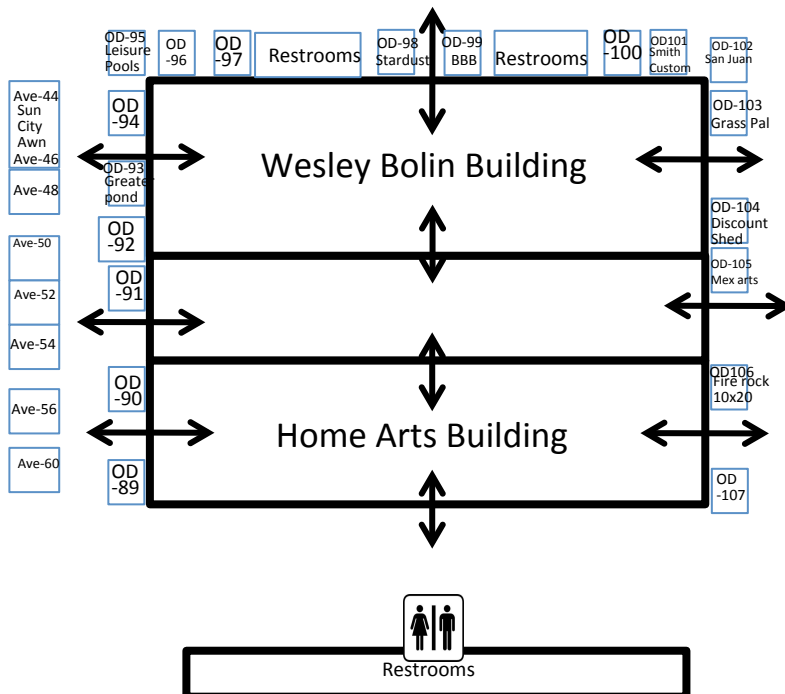 OD-95
Leisure
Pools
OD
-96
OD
-97
Restrooms
OD-98
Stardust
OD-99
BBB
Restrooms
OD
-100
OD101
Smith
Custom
OD-102
San Juan
Ave-44
Sun
City
Awn
Ave-46
OD
-94
OD-103
Grass Pal
Wesley Bolin Building
Ave-48
OD-93
Greater
pond
OD-104
Discount
Shed
OD
-92
Ave-50
OD
-91
OD-105
Mex arts
Ave-52
Ave-54
OD
-90
OD106
Fire rock
10x20
Ave-56
Home Arts Building
Ave-60
OD
-89
OD
-107
Restrooms